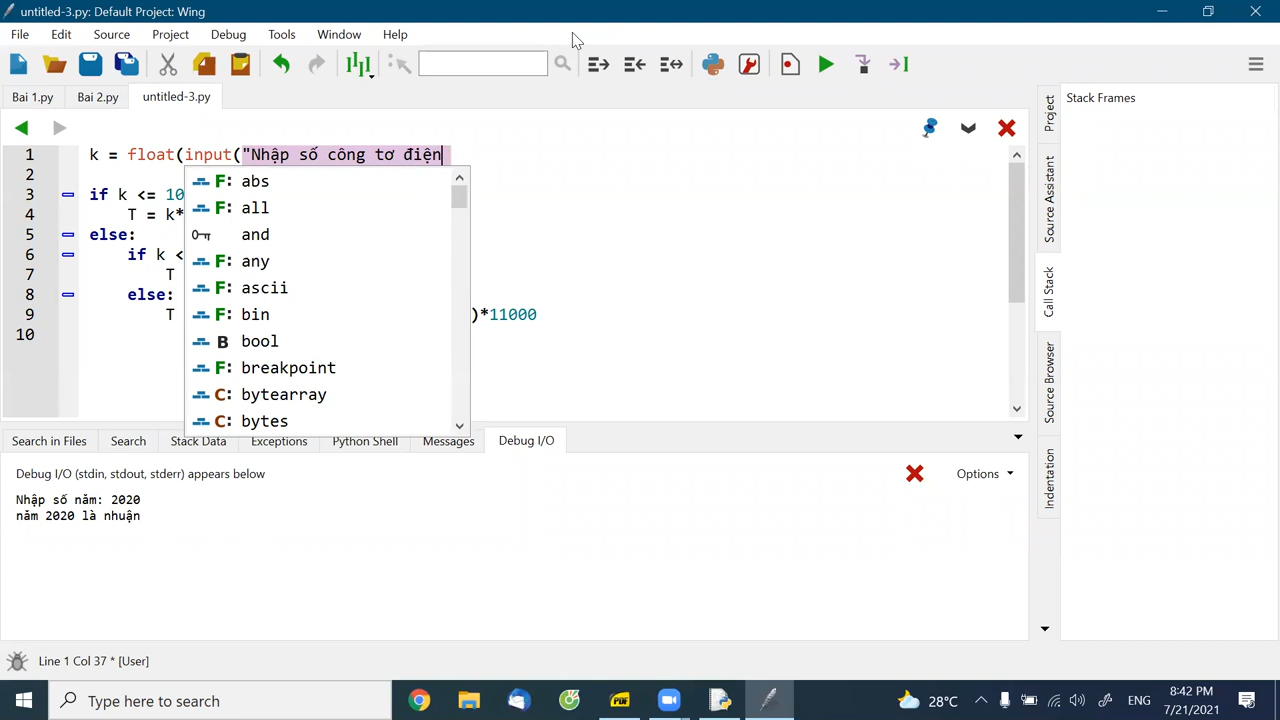 untitled-3.py: Default Project: Wing
File Edit Source Project Debug Tools Window Help
Bai 1.py Bai 2.py untitled-3.py
Stack Frames
1 k = float(input("Nhập số công tơ điện
2
3 if k <= 10
4 T = k*
5 else:
6 if k <
7 T
8 else:
9 T )*11000
10
F: abs
F: all
and
F: any
F: ascii
F: bin
B bool
F: breakpoint
C: bytearray
C: bytes
Project
Source Assistant
Call Stack
Source Browser
Indentation
Search in Files Search Stack Data Exceptions Python Shell Messages Debug I/O
Debug I/O (stdin, stdout, stderr) appears below
Options
Nhập số năm: 2020
năm 2020 là nhuận
Line 1 Col 37 * [User]
Type here to search
PDF
28°C
ENG
8:42 PM
7/21/2021